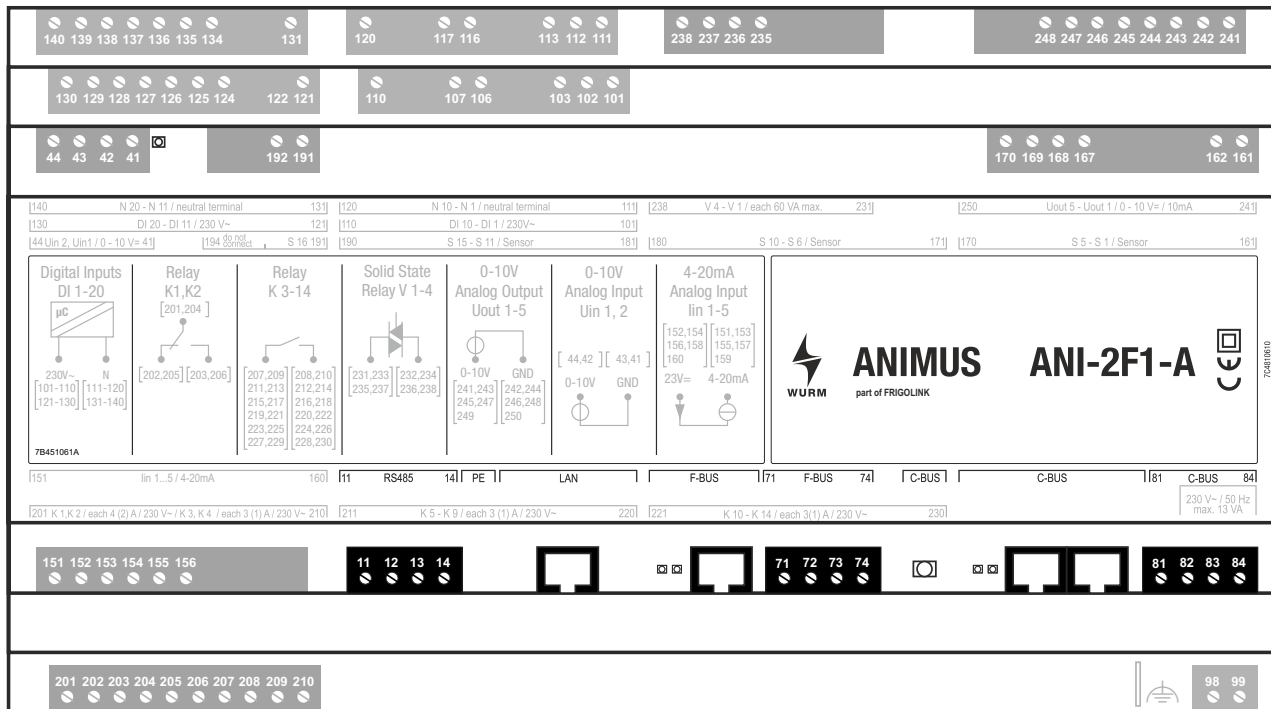 140 139 138 137 136 135 134 131
120 117 116 113 112 111
238 237 236 235
248 247 246 245 244 243 242 241
130 129 128 127 126 125 124 122 121
110 107 106 103 102 101
44 43 42 41
192 191
170 169 168 167 162 161
140 N 20 - N 11 / neutral terminal 131
120 N 10 - N 1 / neutral terminal 111
238 V 4 - V 1 / each 60 VA max. 231
250 Uout 5 - Uout 1 / 0 - 10 V= / 10mA 241
130 DI 20 - DI 11 / 230 V~ 121
110 DI 10 - DI 1 / 230V~ 101
44 Uin 2, Uin1 / 0 - 10 V= 41
194 do not connect S 16 191
190 S 15 - S 11 / Sensor 181
180 S 10 - S 6 / Sensor 171
170 S 5 - S 1 / Sensor 161
Digital Inputs
DI 1-20
µC
230V~ N
[101-110] [111-120]
[121-130] [131-140]
7B451061A
Relay
K1,K2
[201,204]
[202,205] [203,206]
Relay
K 3-14
207,209 208,210
211,213 212,214
215,217 216,218
219,221 220,222
223,225 224,226
227,229 228,230
Solid State
Relay V 1-4
[231,233] [232,234]
[235,237] [236,238]
0-10V
Analog Output
Uout 1-5
0-10V GND
241,243 242,244
245,247 246,248
249 250
0-10V
Analog Input
Uin 1, 2
[ 44,42 ] [ 43,41 ]
0-10V GND
4-20mA
Analog Input
Iin 1-5
152,154 151,153
156,158 155,157
160 159
23V= 4-20mA
WURM
ANIMUS
part of FRIGOLINK
ANI-2F1-A
CE
7C4810610
151 Iin 1...5 / 4-20mA 160
11 RS485 14
PE
LAN
F-BUS
71 F-BUS 74
C-BUS
C-BUS
81 C-BUS 84
230 V~ / 50 Hz
max. 13 VA
201 K 1,K 2 / each 4 (2) A / 230 V~ / K 3, K 4 / each 3 (1) A / 230 V~ 210
211 K 5 - K 9 / each 3 (1) A / 230 V~ 220
221 K 10 - K 14 / each 3(1) A / 230 V~ 230
151 152 153 154 155 156
11 12 13 14
71 72 73 74
81 82 83 84
201 202 203 204 205 206 207 208 209 210
98 99